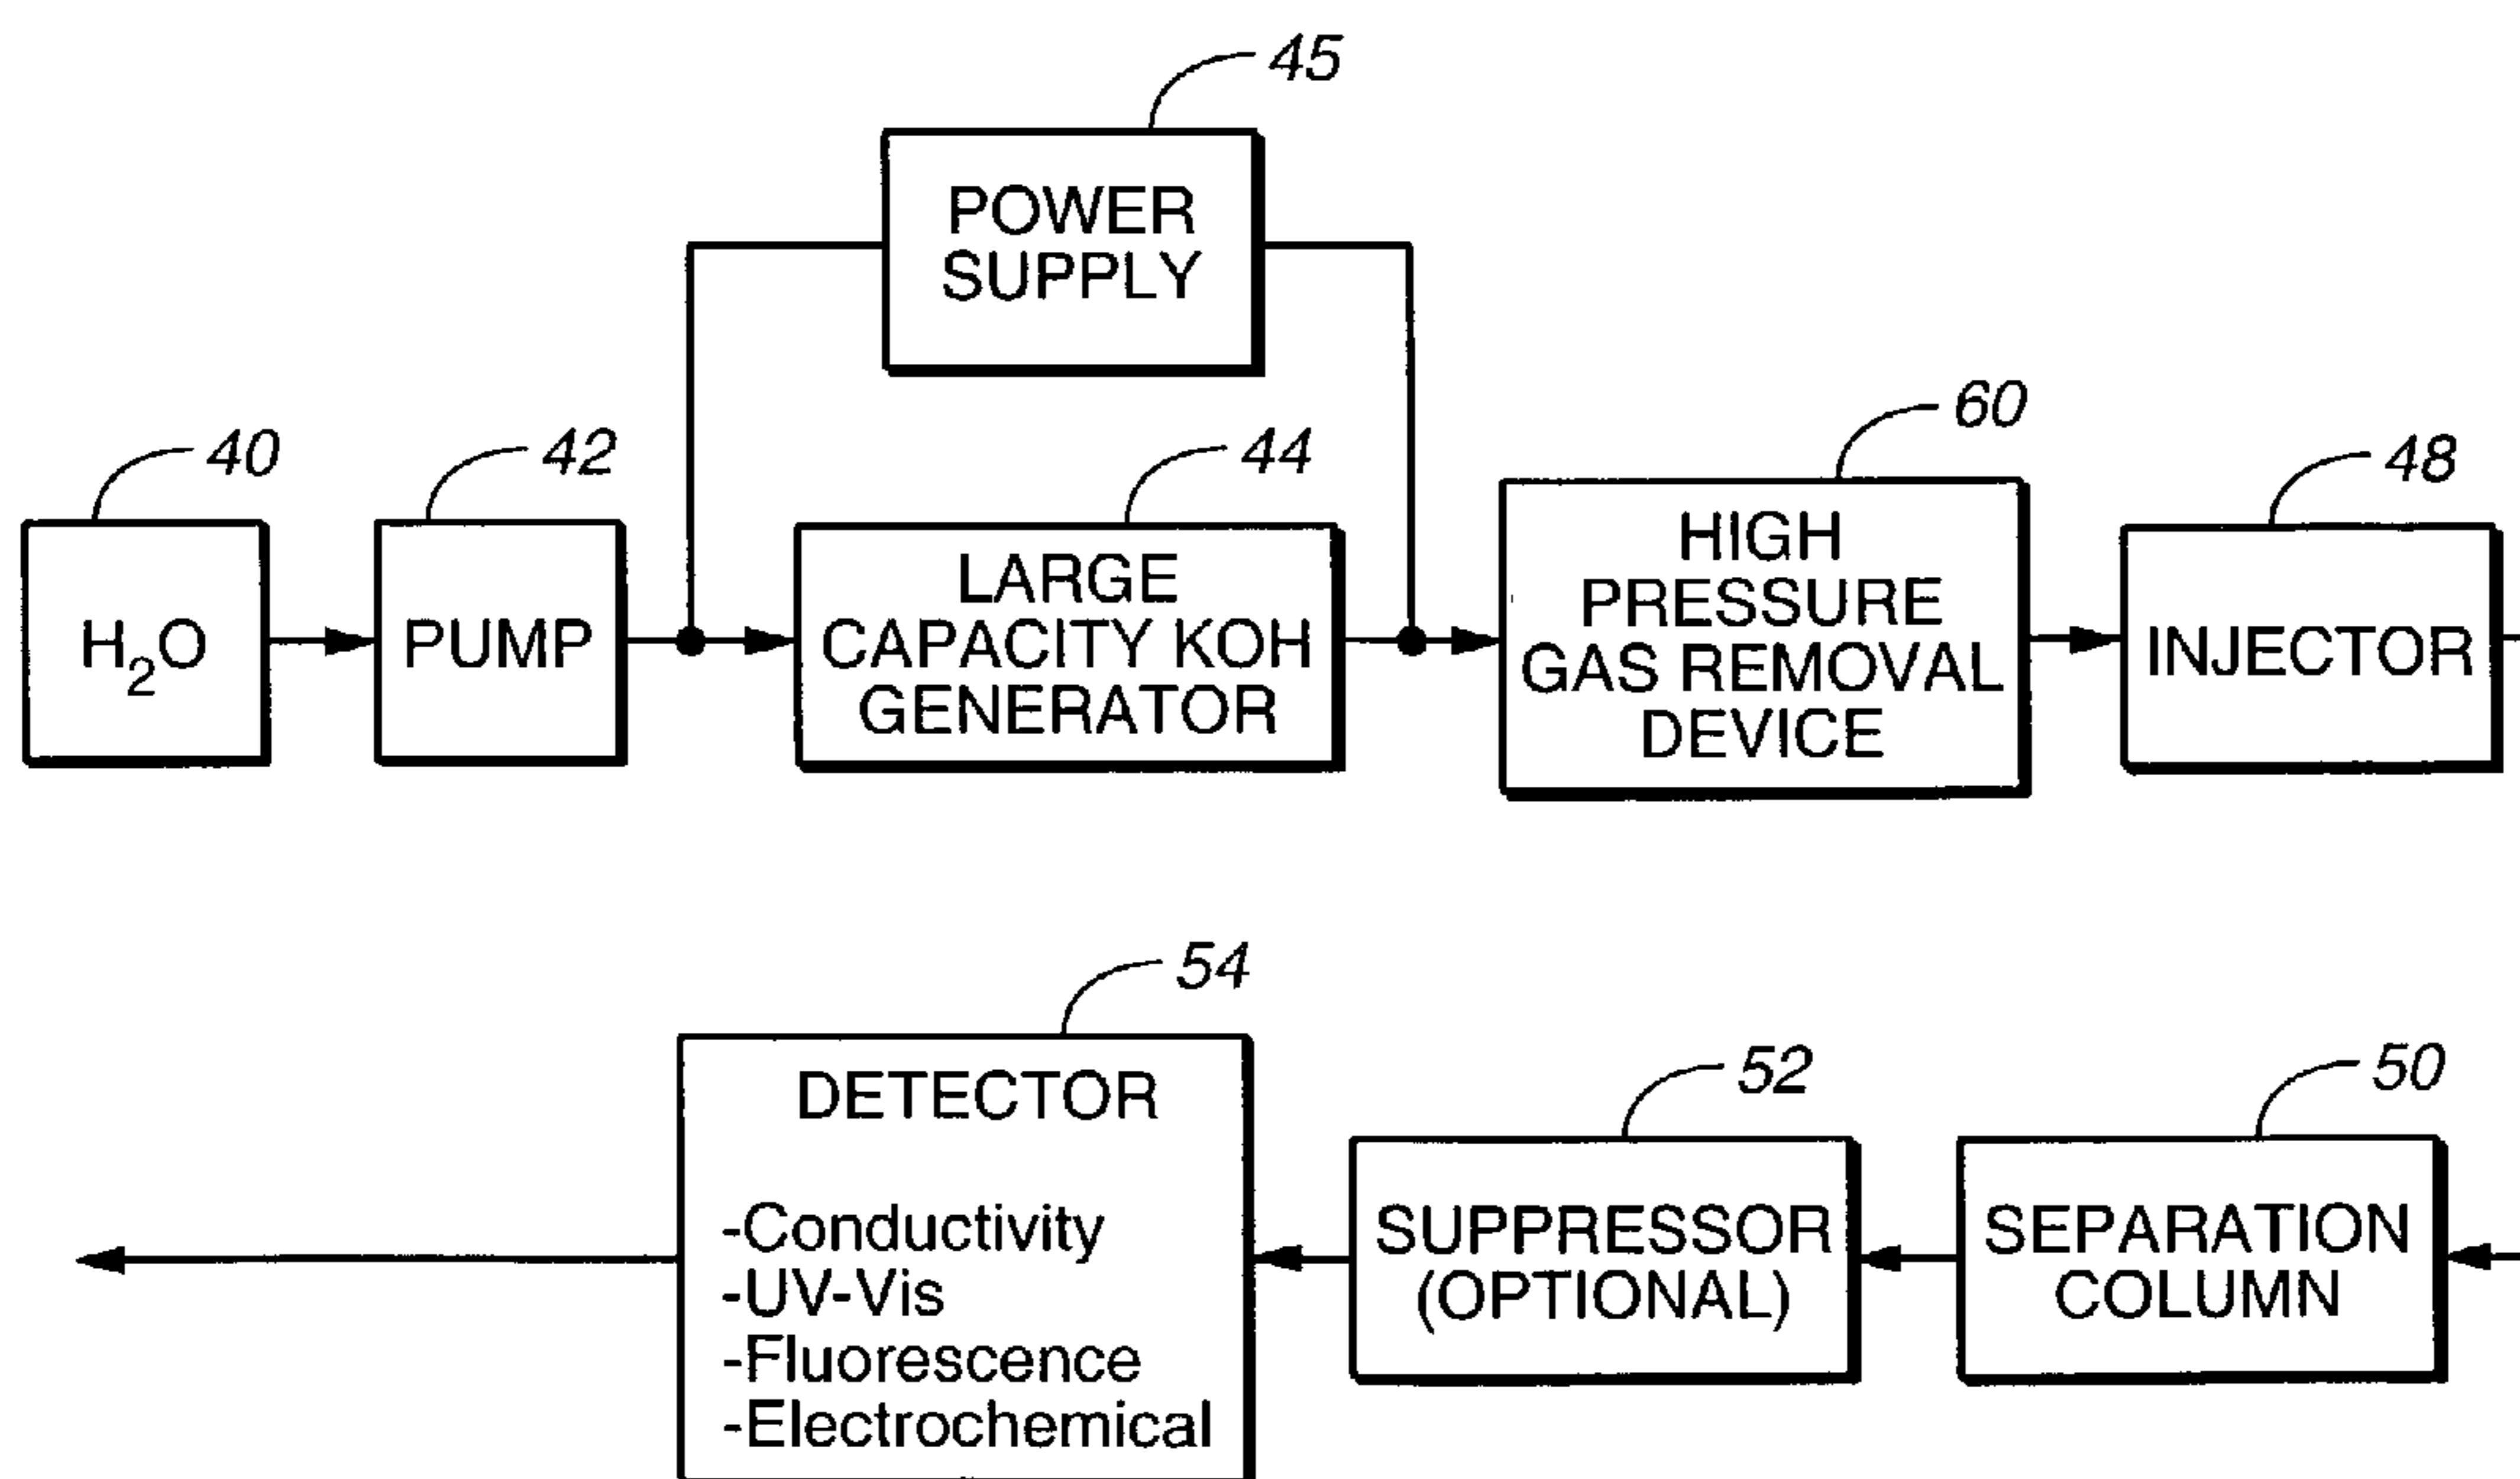 45
POWER
SUPPLY
40
42
44
60
48
H₂O
PUMP
LARGE
CAPACITY KOH
GENERATOR
HIGH
PRESSURE
GAS REMOVAL
DEVICE
INJECTOR
54
DETECTOR
-Conductivity
-UV-Vis
-Fluorescence
-Electrochemical
52
SUPPRESSOR
(OPTIONAL)
50
SEPARATION
COLUMN